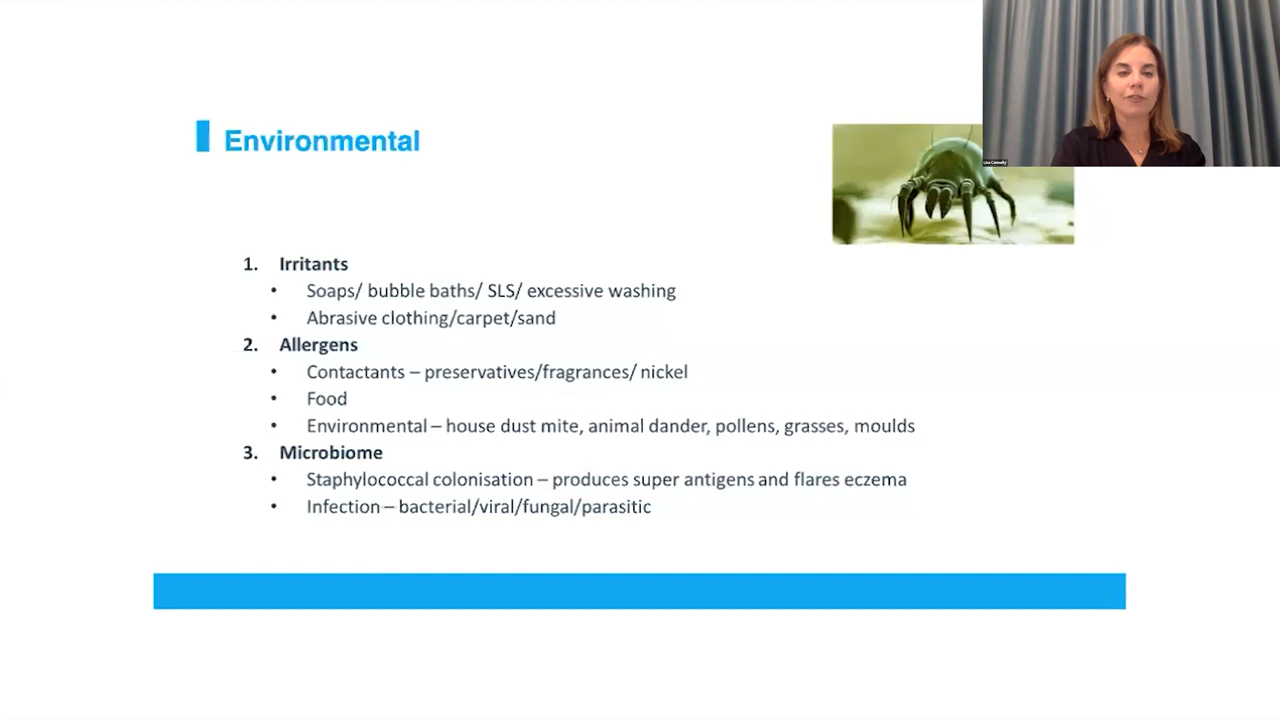 Environmental
Lisa Connelly
1. Irritants
• Soaps/ bubble baths/ SLS/ excessive washing
• Abrasive clothing/carpet/sand
2. Allergens
• Contactants – preservatives/fragrances/ nickel
• Food
• Environmental – house dust mite, animal dander, pollens, grasses, moulds
3. Microbiome
• Staphylococcal colonisation – produces super antigens and flares eczema
• Infection – bacterial/viral/fungal/parasitic